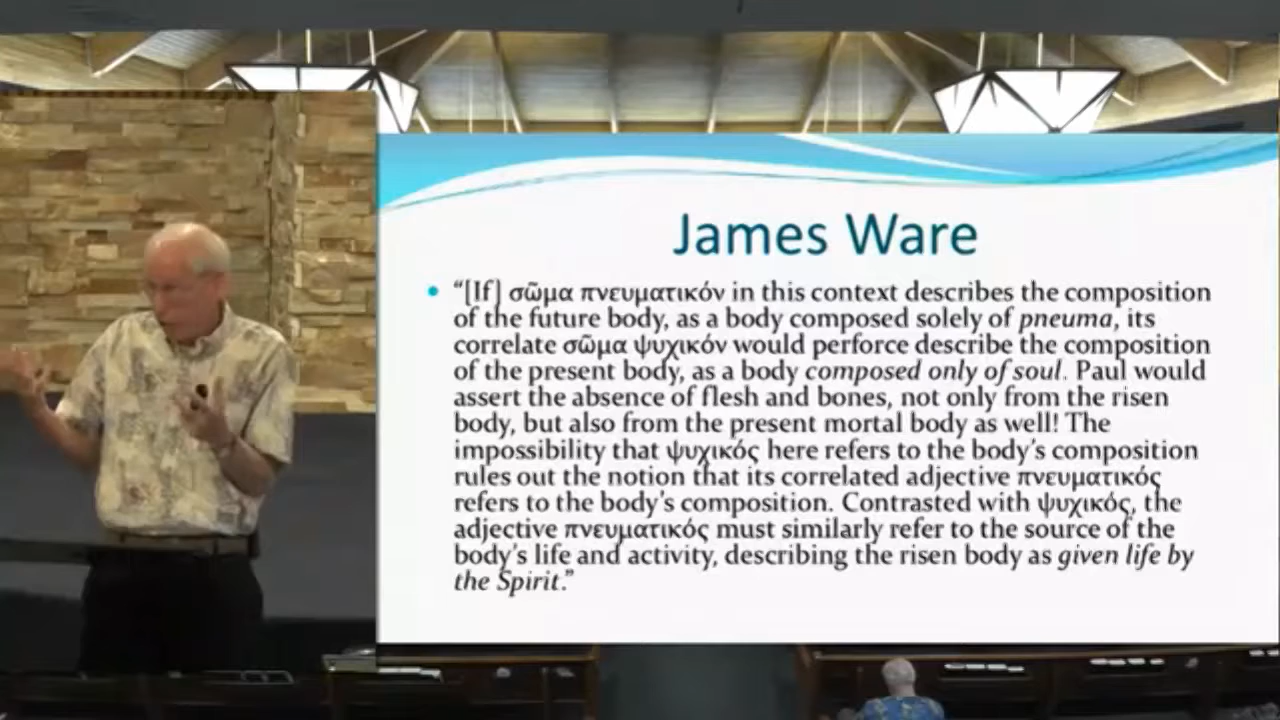 James Ware
“[If] σῶμα πνευματικόν in this context describes the composition
of the future body, as a body composed solely of pneuma, its
correlate σῶμα ψυχικόν would perforce describe the composition
of the present body, as a body composed only of soul. Paul would
assert the absence of flesh and bones, not only from the risen
body, but also from the present mortal body as well! The
impossibility that ψυχικός here refers to the body’s composition
rules out the notion that its correlated adjective πνευματικός
refers to the body’s composition. Contrasted with ψυχικός, the
adjective πνευματικός must similarly refer to the source of the
body’s life and activity, describing the risen body as given life by
the Spirit.”